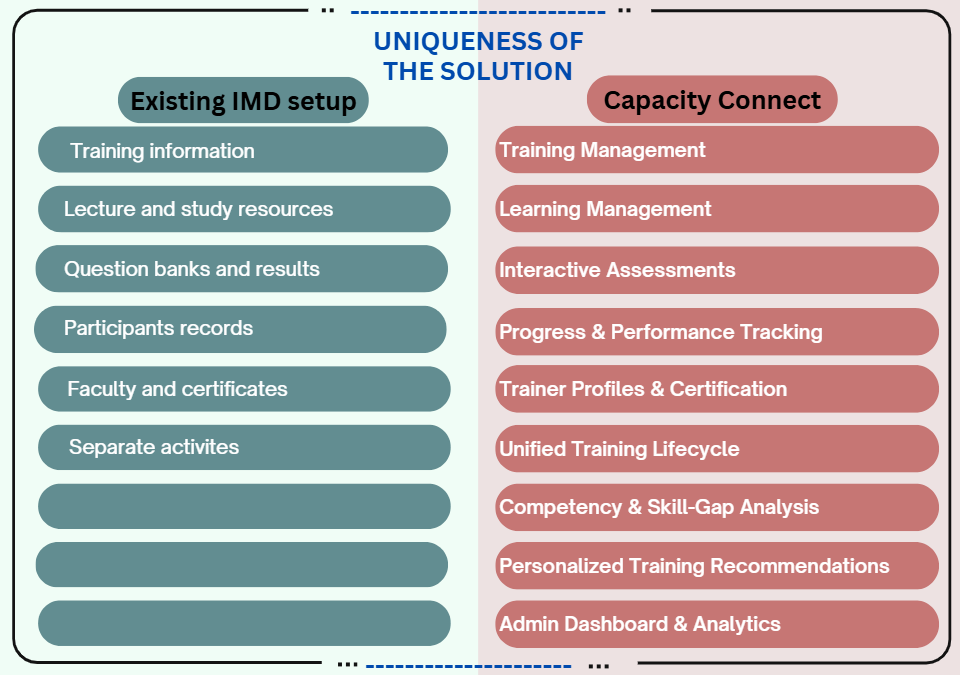 UNIQUENESS OF
THE SOLUTION
Existing IMD setup
Training information
Lecture and study resources
Question banks and results
Participants records
Faculty and certificates
Separate activites
Capacity Connect
Training Management
Learning Management
Interactive Assessments
Progress & Performance Tracking
Trainer Profiles & Certification
Unified Training Lifecycle
Competency & Skill-Gap Analysis
Personalized Training Recommendations
Admin Dashboard & Analytics